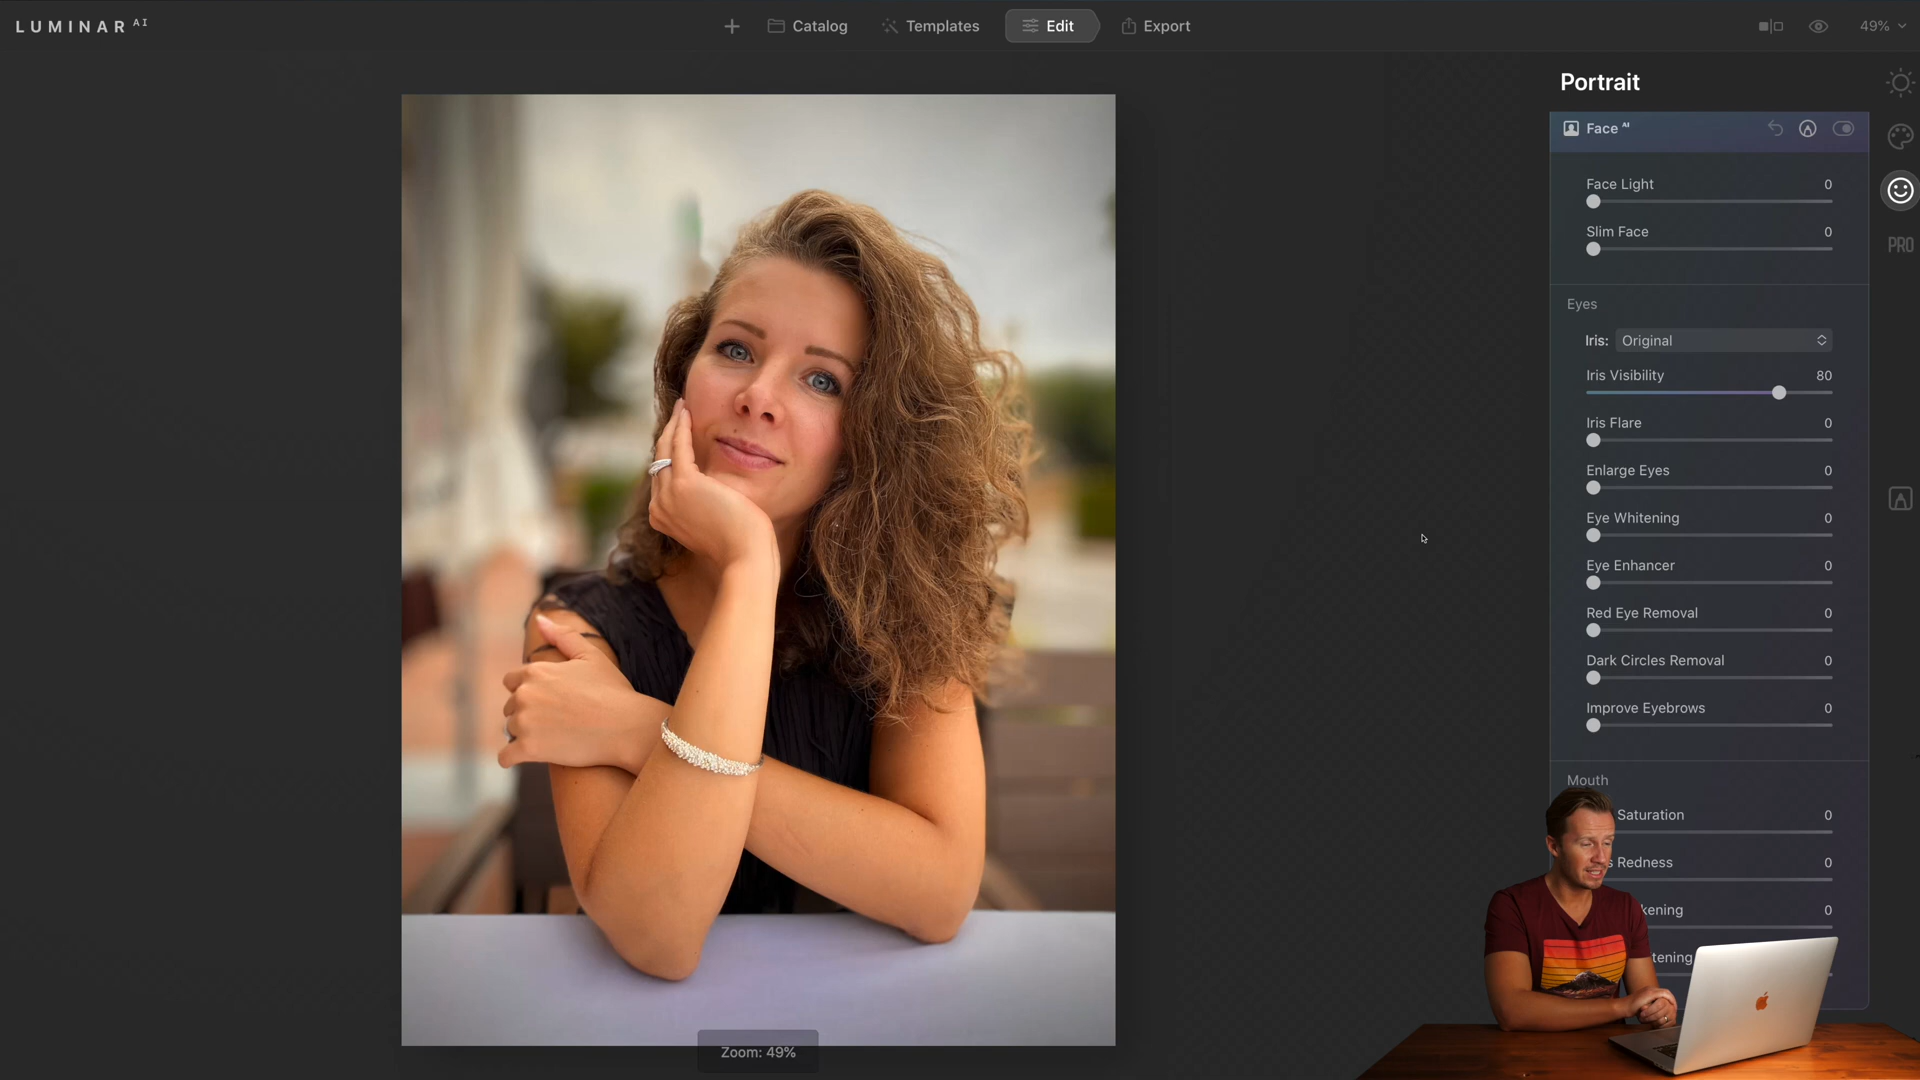 LUMINAR AI
Catalog
Templates
Edit
Export
49%
Portrait
Face AI
Face Light 0
Slim Face 0
Eyes
Iris: Original
Iris Visibility 80
Iris Flare 0
Enlarge Eyes 0
Eye Whitening 0
Eye Enhancer 0
Red Eye Removal 0
Dark Circles Removal 0
Improve Eyebrows 0
Mouth
Saturation 0
Redness 0
0
PRO
Zoom: 49%